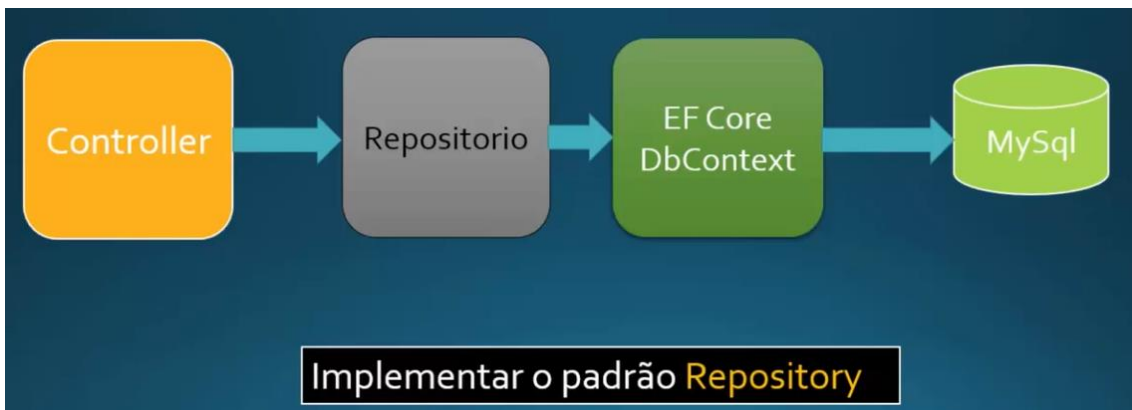 Controller
Repositorio
EF Core
DbContext
MySql
Implementar o padrão Repository